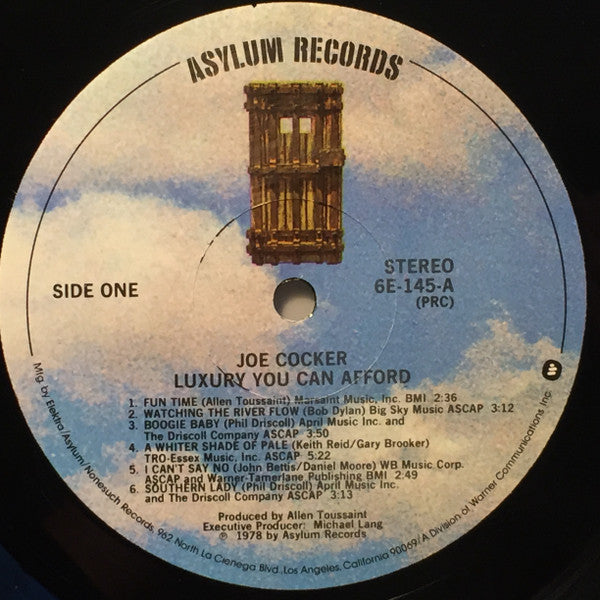 ASYLUM RECORDS
SIDE ONE
STEREO
6E-145-A
(PRC)
JOE COCKER
LUXURY YOU CAN AFFORD
1. FUN TIME (Allen Toussaint) Marsaint Music, Inc. BMI 2:36
2. WATCHING THE RIVER FLOW (Bob Dylan) Big Sky Music ASCAP 3:12
3. BOOGIE BABY (Phil Driscoll) April Music Inc. and
The Driscoll Company ASCAP 3:50
4. A WHITER SHADE OF PALE (Keith Reid/Gary Brooker)
TRO-Essex Music, Inc. ASCAP 5:22
5. I CAN'T SAY NO (John Bettis/Daniel Moore) WB Music Corp.
ASCAP and Warner-Tamerlane Publishing BMI 2:49
6. SOUTHERN LADY (Phil Driscoll) April Music Inc.
and The Driscoll Company ASCAP 3:13
Produced by Allen Toussaint
Executive Producer: Michael Lang
℗ 1978 by Asylum Records
Mfg. by Elektra/Asylum/Nonesuch Records, 962 North La Cienega Blvd., Los Angeles, California 90069/A Division of Warner Communications Inc.